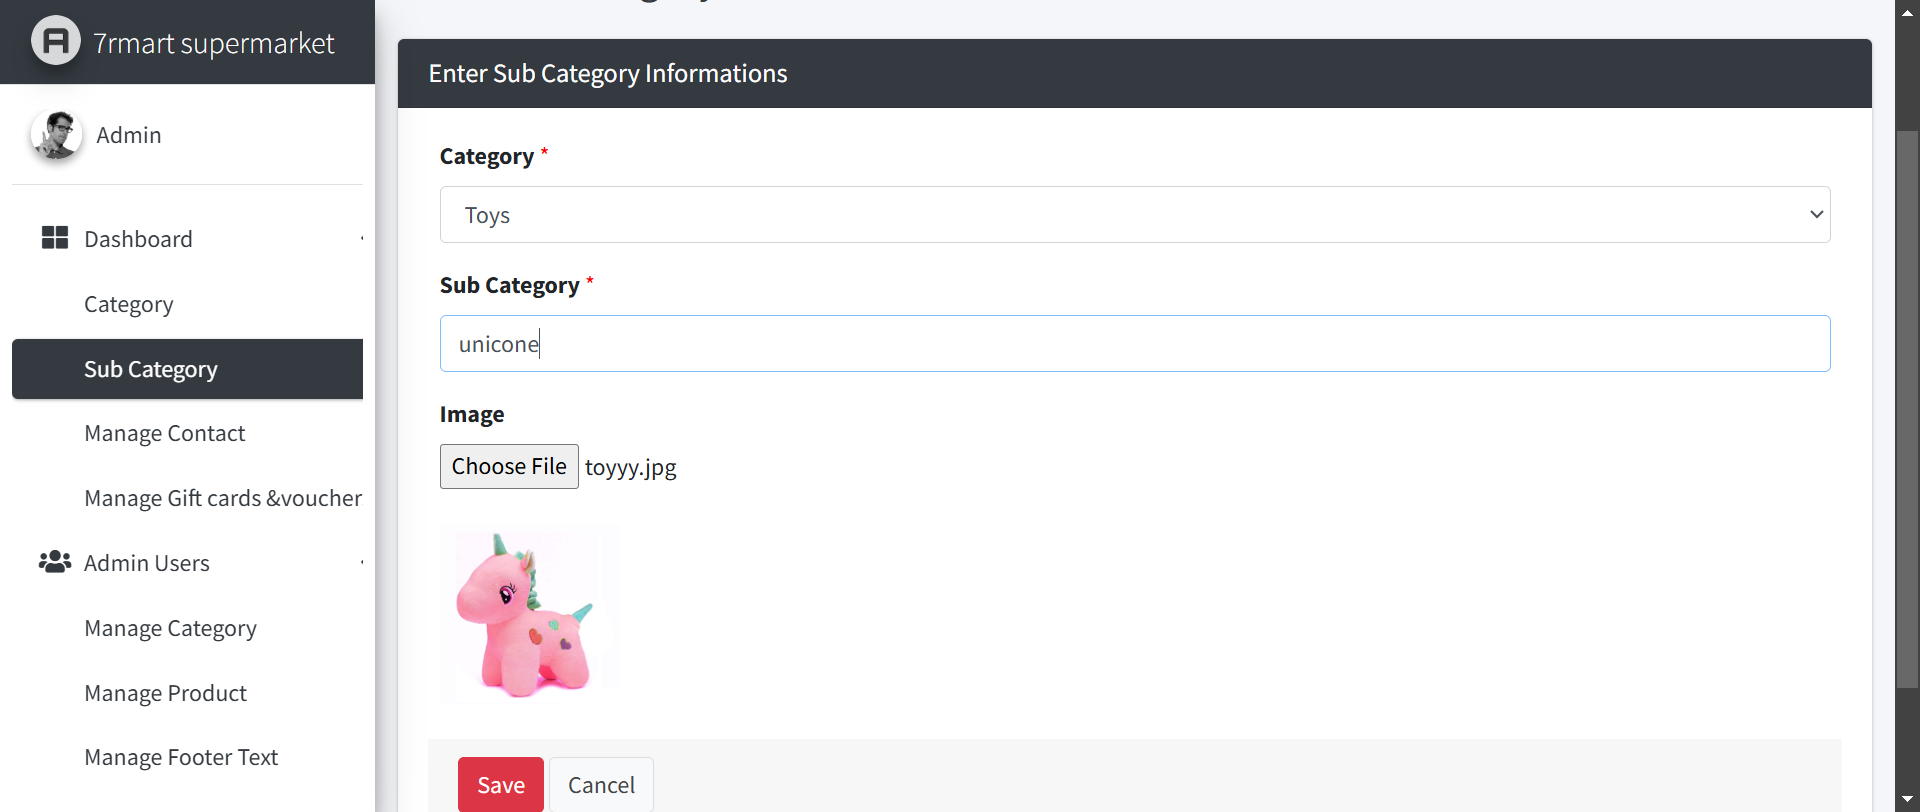 7rmart supermarket
Admin
Dashboard
Category
Sub Category
Manage Contact
Manage Gift cards &voucher
Admin Users
Manage Category
Manage Product
Manage Footer Text
Enter Sub Category Informations
Category *
Toys
Sub Category *
unicone
Image
Choose File toyyy.jpg
Save Cancel